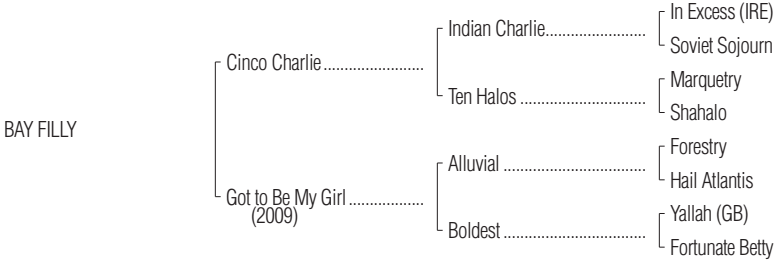 In Excess (IRE)
Indian Charlie........................
Soviet Sojourn
Cinco Charlie........................
Marquetry
Ten Halos..............................
Shahalo
BAY FILLY
Forestry
Alluvial..................................
Hail Atlantis
Got to Be My Girl..................
(2009)
Yallah (GB)
Boldest..................................
Fortunate Betty